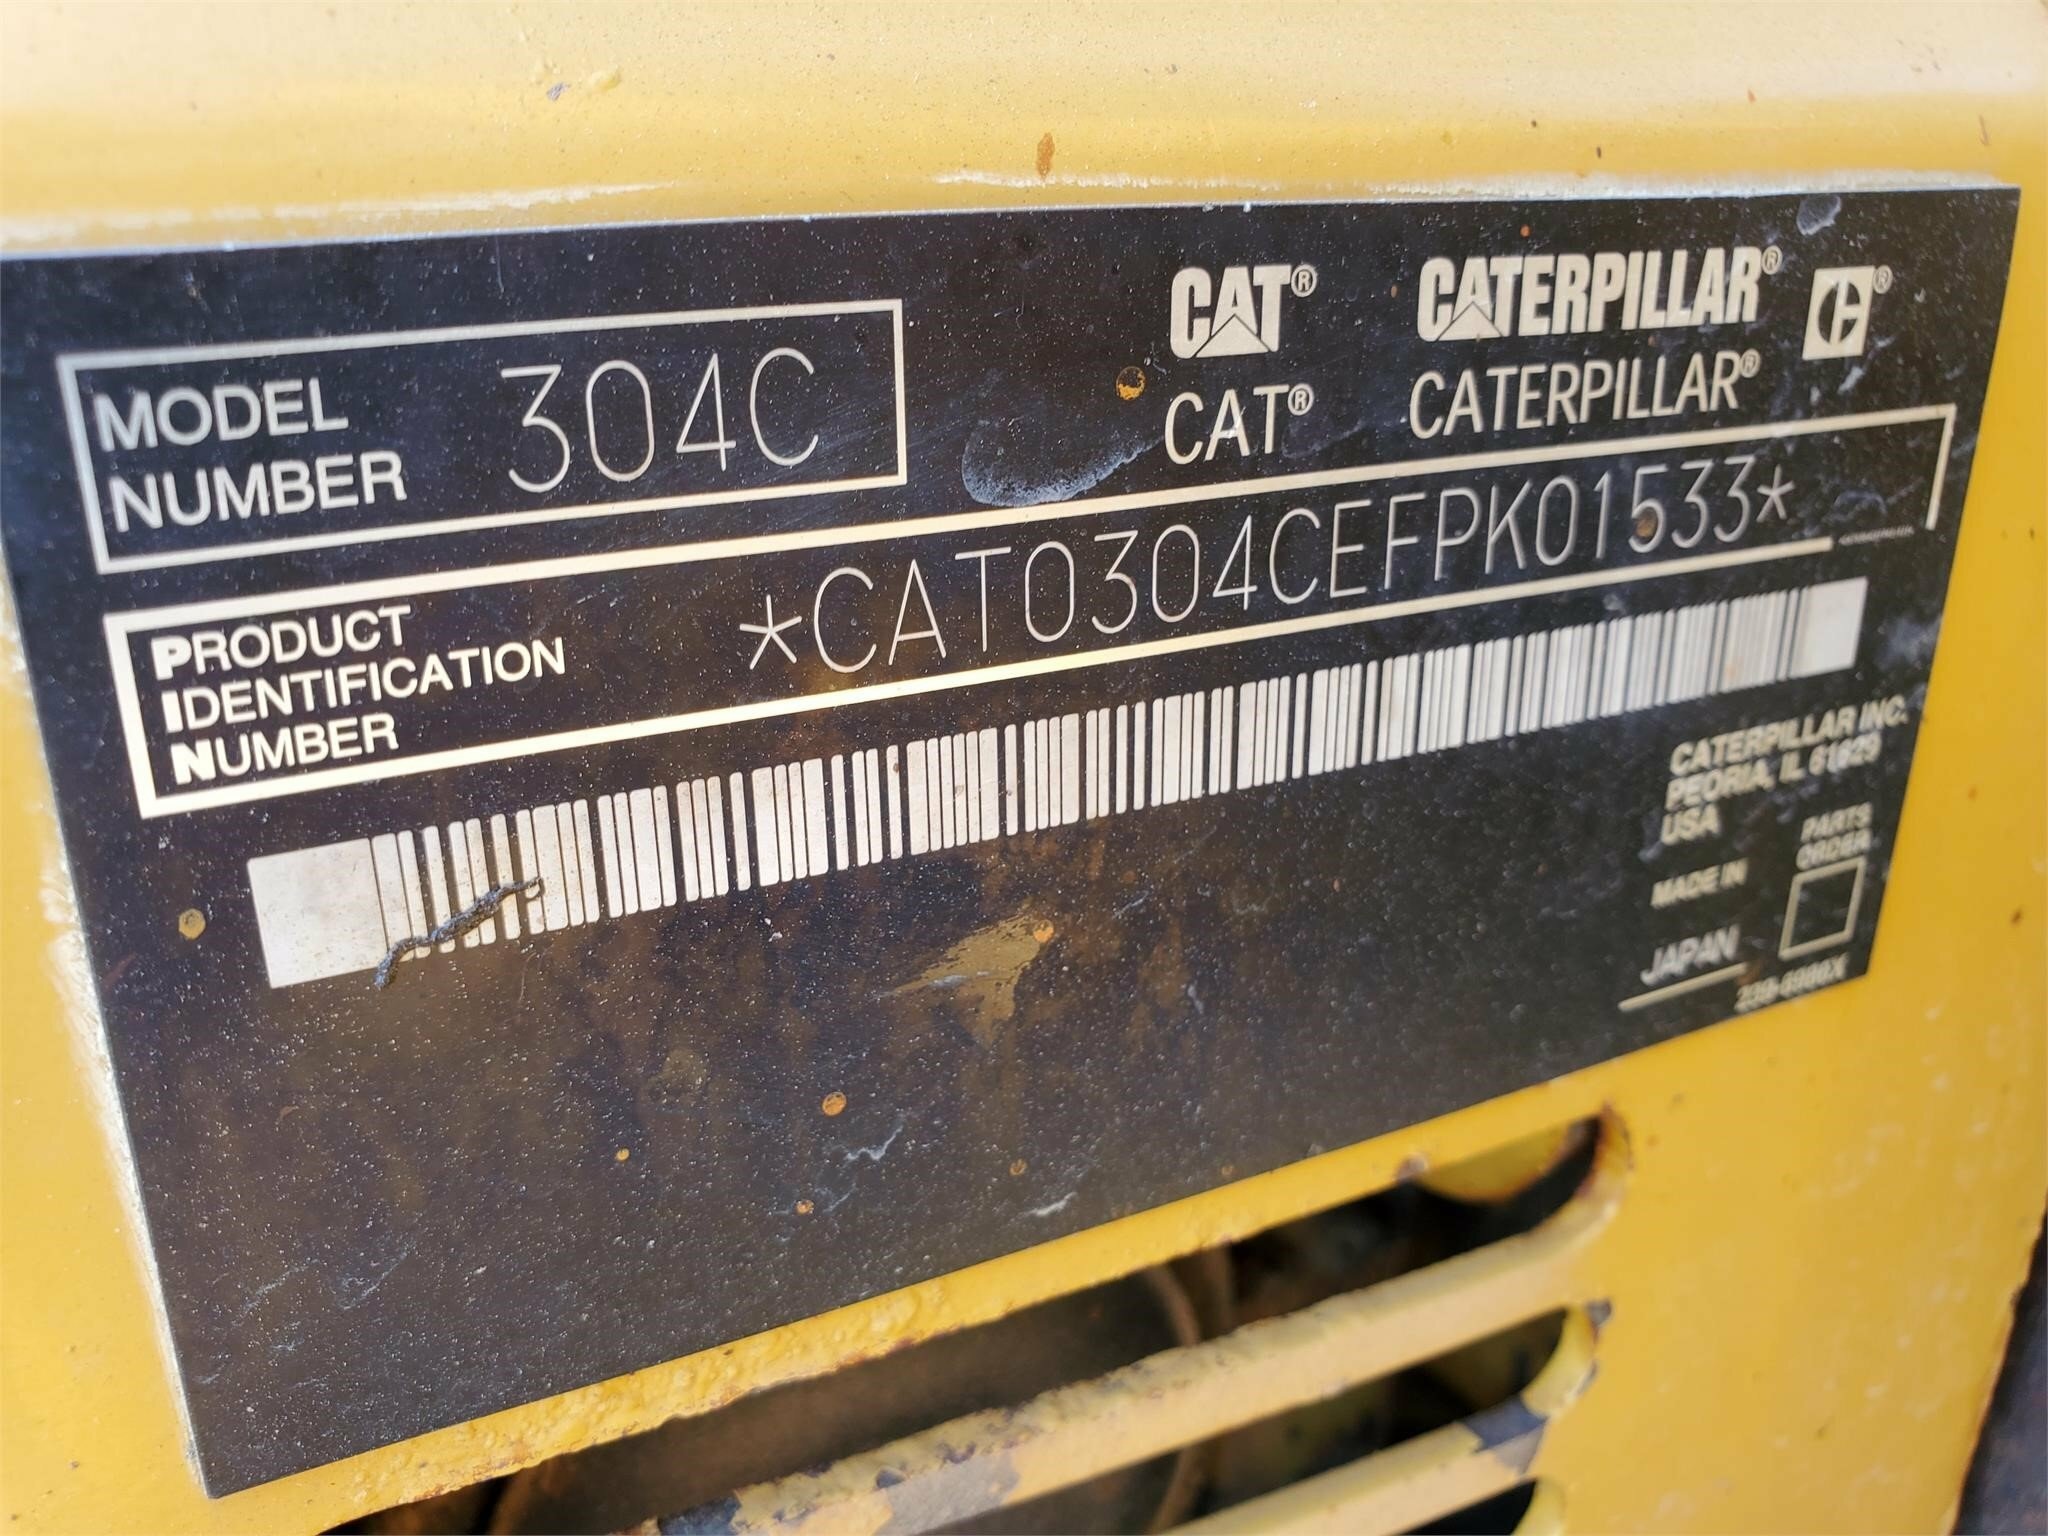 CAT® CATERPILLAR® C®
CAT® CATERPILLAR®
MODEL
NUMBER
304C
PRODUCT
IDENTIFICATION
NUMBER
*CAT0304CEFPK01533*
CATERPILLAR INC.
PEORIA, IL 61629
USA
MADE IN
JAPAN
PARTS
ORDER